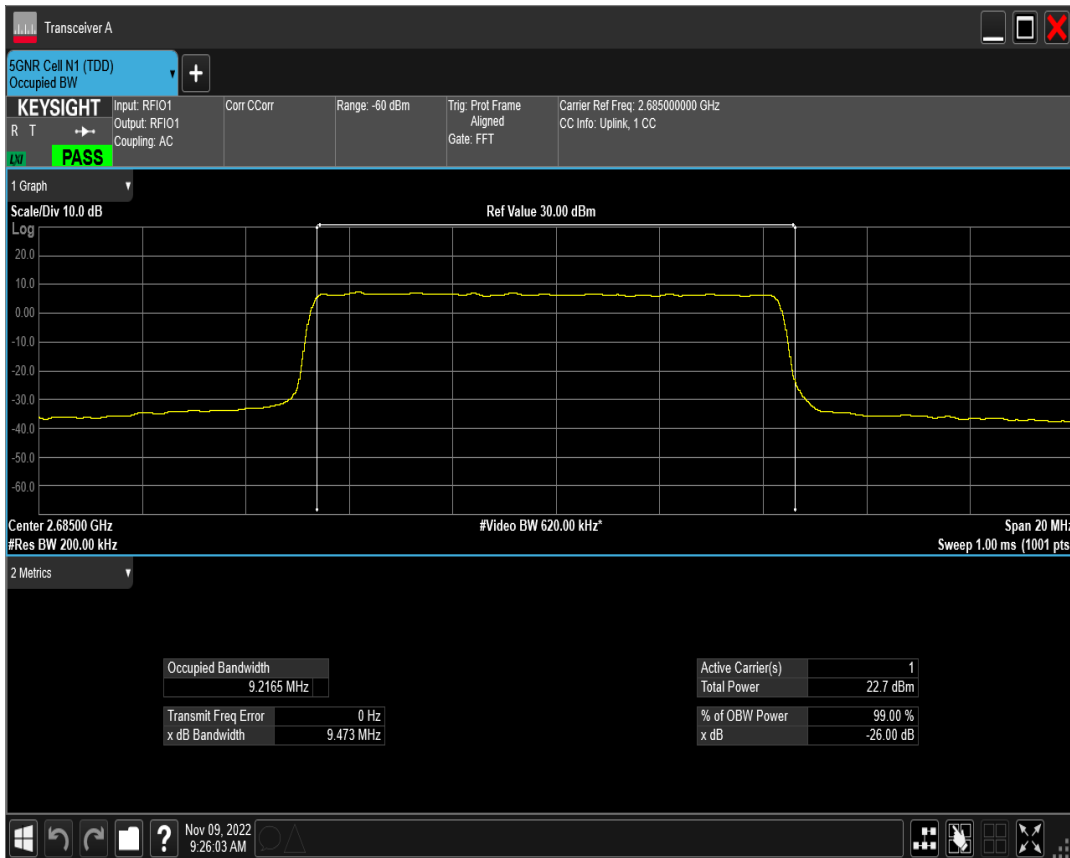 Transceiver A
5GNR Cell N1 (TDD)
Occupied BW
+
KEYSIGHT
R T
LXI
PASS
Input: RFIO1
Output: RFIO1
Coupling: AC
Corr CCorr
Range: -60 dBm
Trig: Prot Frame
Aligned
Gate: FFT
Carrier Ref Freq: 2.685000000 GHz
CC Info: Uplink, 1 CC
1 Graph
Scale/Div 10.0 dB
Ref Value 30.00 dBm
Log
20.0
10.0
0.00
-10.0
-20.0
-30.0
-40.0
-50.0
-60.0
Center 2.68500 GHz
#Video BW 620.00 kHz*
Span 20 MHz
#Res BW 200.00 kHz
Sweep 1.00 ms (1001 pts
2 Metrics
Occupied Bandwidth
9.2165 MHz
Transmit Freq Error 0 Hz
x dB Bandwidth 9.473 MHz
Active Carrier(s) 1
Total Power 22.7 dBm
% of OBW Power 99.00 %
x dB -26.00 dB
?
Nov 09, 2022
9:26:03 AM